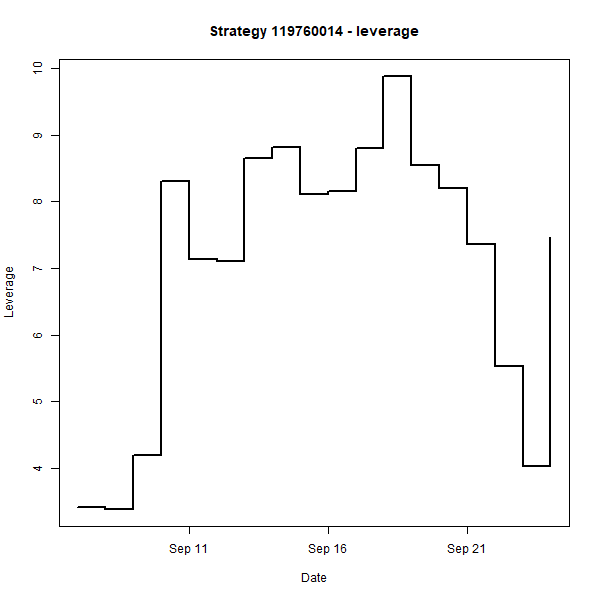 Strategy 119760014 - leverage
Leverage
10
9
8
7
6
5
4
Sep 11
Sep 16
Sep 21
Date